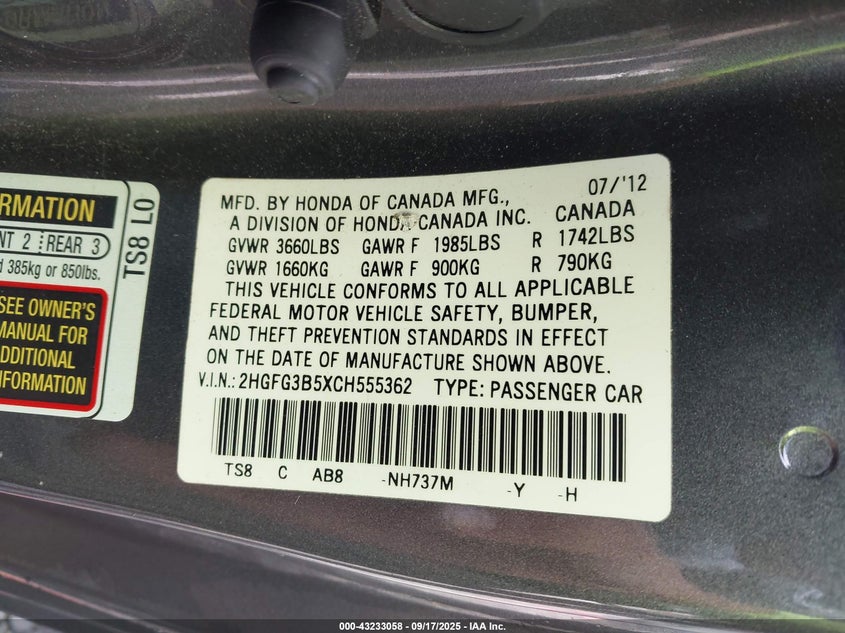 RMATION
NT 2 REAR 3
d 385kg or 850lbs.
SEE OWNER'S
MANUAL FOR
ADDITIONAL
INFORMATION
TS8 L0
MFD. BY HONDA OF CANADA MFG., 07/'12
A DIVISION OF HONDA CANADA INC. CANADA
GVWR 3660LBS GAWR F 1985LBS R 1742LBS
GVWR 1660KG GAWR F 900KG R 790KG
THIS VEHICLE CONFORMS TO ALL APPLICABLE
FEDERAL MOTOR VEHICLE SAFETY, BUMPER,
AND THEFT PREVENTION STANDARDS IN EFFECT
ON THE DATE OF MANUFACTURE SHOWN ABOVE.
V.I.N.: 2HGFG3B5XCH555362 TYPE: PASSENGER CAR
TS8 C AB8 -NH737M -Y -H
000-43233058 - 09/17/2025 - IAA Inc.